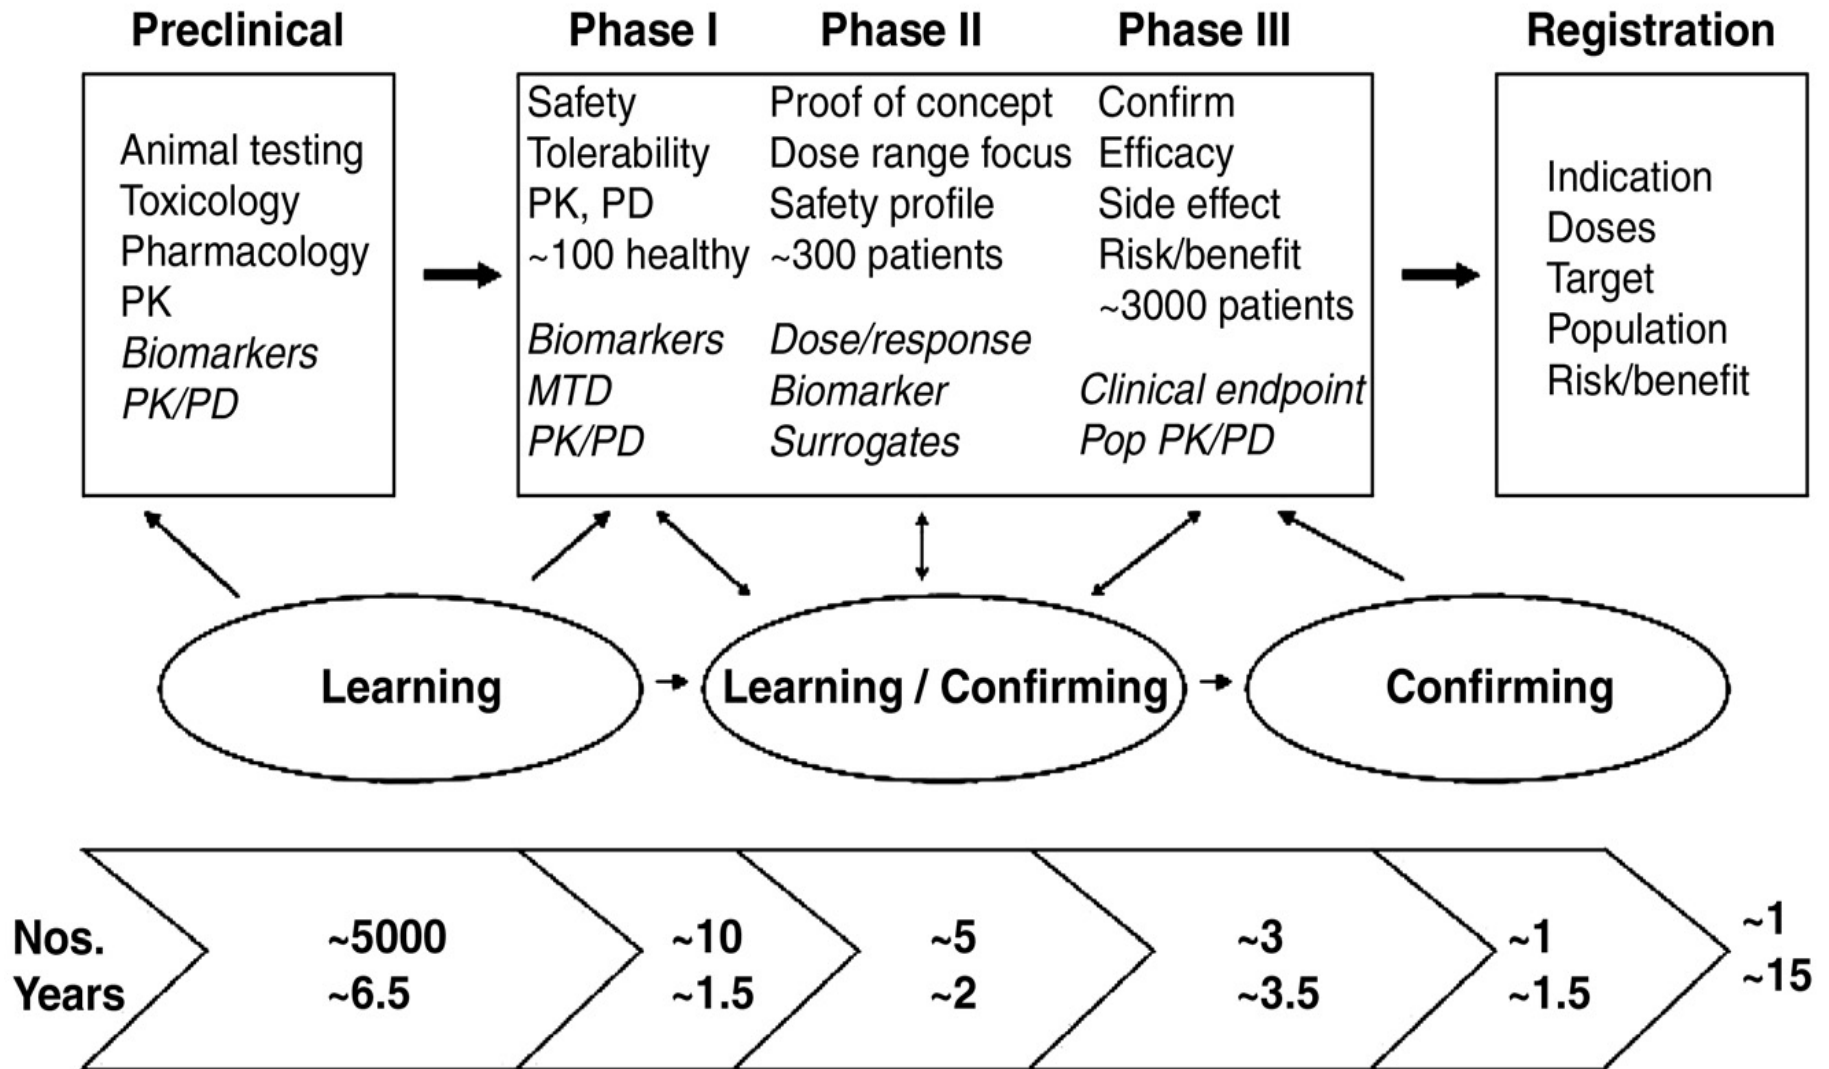 Preclinical
Animal testing
Toxicology
Pharmacology
PK
Biomarkers
PK/PD
Phase I
Safety
Tolerability
PK, PD
~100 healthy
Biomarkers
MTD
PK/PD
Phase II
Proof of concept
Dose range focus
Safety profile
~300 patients
Dose/response
Biomarker
Surrogates
Phase III
Confirm
Efficacy
Side effect
Risk/benefit
~3000 patients
Clinical endpoint
Pop PK/PD
Registration
Indication
Doses
Target
Population
Risk/benefit
Learning
Learning / Confirming
Confirming
Nos. ~5000 ~10 ~5 ~3 ~1 ~1
Years ~6.5 ~1.5 ~2 ~3.5 ~1.5 ~15